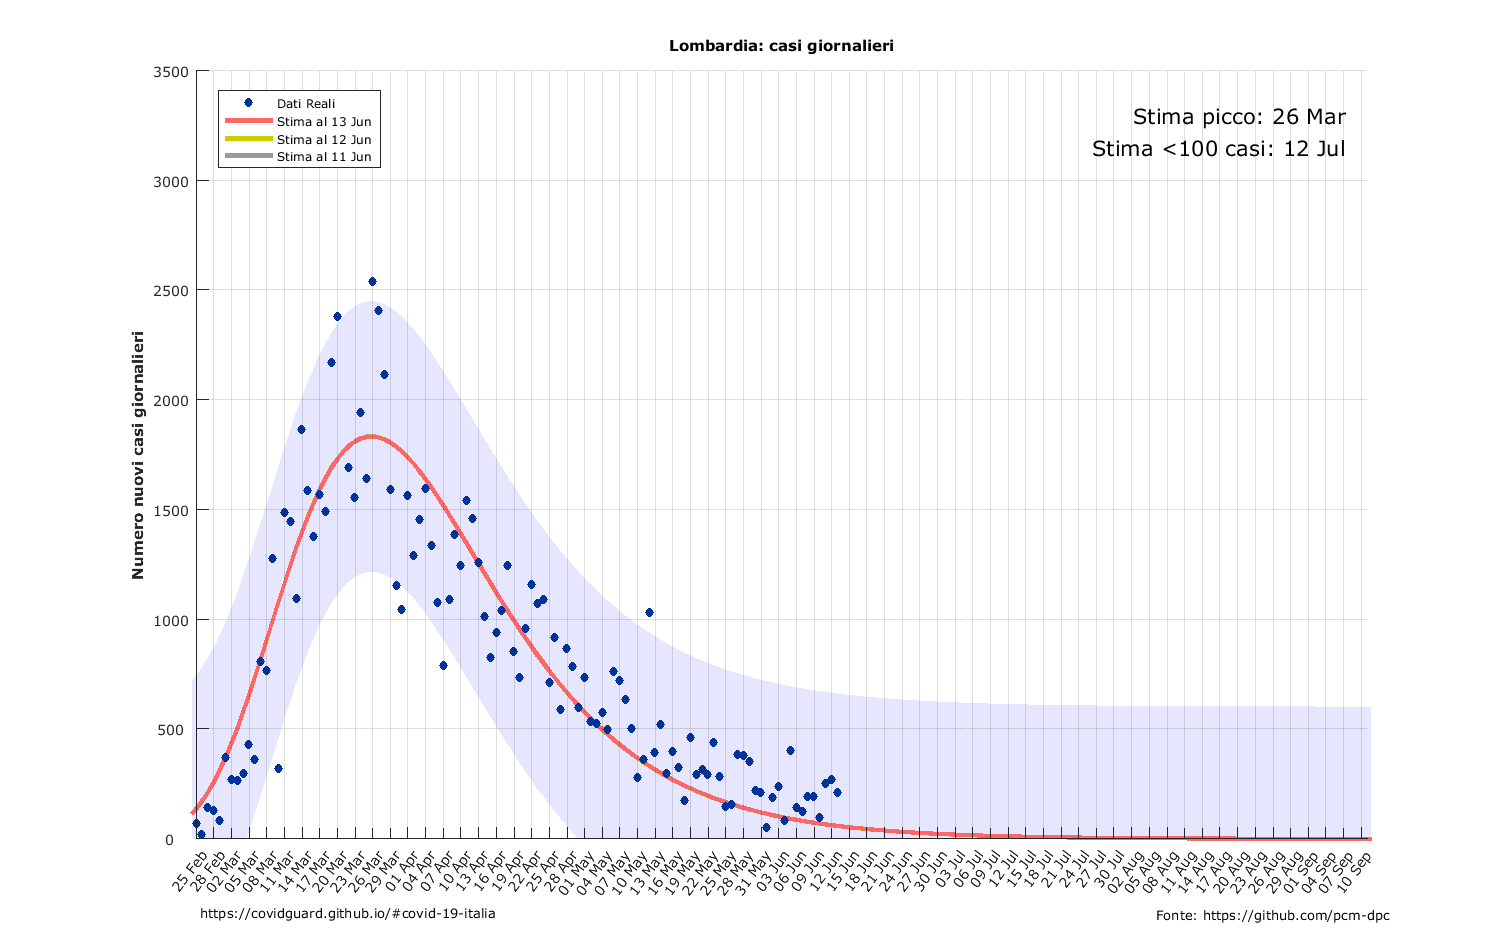 Lombardia: casi giornalieri
3500
3000
2500
2000
1500
1000
500
0
Numero nuovi casi giornalieri
Dati Reali
Stima al 13 Jun
Stima al 12 Jun
Stima al 11 Jun
Stima picco: 26 Mar
Stima <100 casi: 12 Jul
25 Feb
28 Feb
02 Mar
05 Mar
08 Mar
11 Mar
14 Mar
17 Mar
20 Mar
23 Mar
26 Mar
29 Mar
01 Apr
04 Apr
07 Apr
10 Apr
13 Apr
16 Apr
19 Apr
22 Apr
25 Apr
28 Apr
01 May
04 May
07 May
10 May
13 May
16 May
19 May
22 May
25 May
28 May
31 May
03 Jun
06 Jun
09 Jun
12 Jun
15 Jun
18 Jun
21 Jun
24 Jun
27 Jun
30 Jun
03 Jul
06 Jul
09 Jul
12 Jul
15 Jul
18 Jul
21 Jul
24 Jul
27 Jul
30 Jul
02 Aug
05 Aug
08 Aug
11 Aug
14 Aug
17 Aug
20 Aug
23 Aug
26 Aug
29 Aug
01 Sep
04 Sep
07 Sep
10 Sep
https://covidguard.github.io/#covid-19-italia
Fonte: https://github.com/pcm-dpc